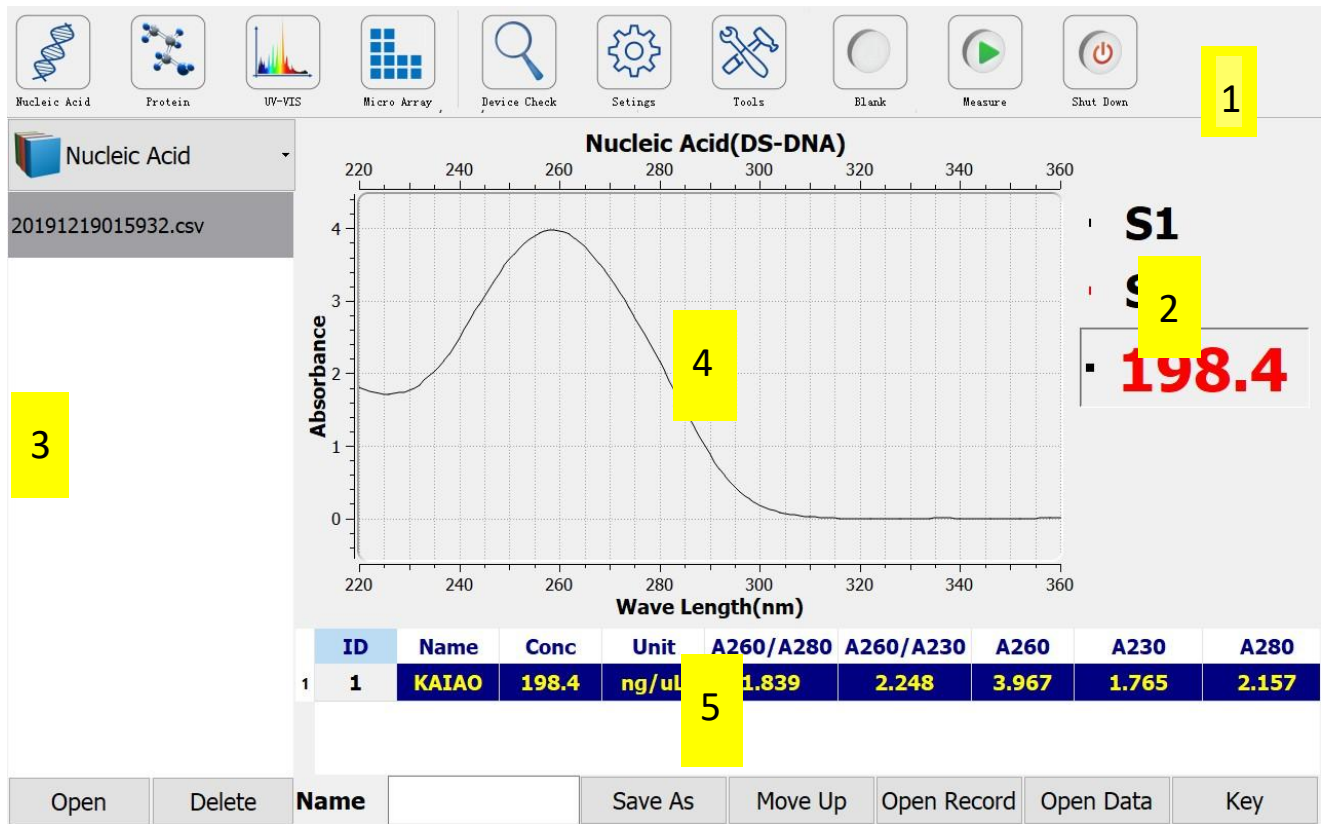 Nucleic Acid Protein UV-VIS Micro Array Device Check Setings Tools Blank Measure Shut Down
1
Nucleic Acid
20191219015932.csv
3
Nucleic Acid(DS-DNA)
220 240 260 280 300 320 340 360
Absorbance
4
3
2
1
0
4
220 240 260 280 300 320 340 360
Wave Length(nm)
S1
2
198.4
ID Name Conc Unit A260/A280 A260/A230 A260 A230 A280
1 1 KAIAO 198.4 ng/uL 1.839 2.248 3.967 1.765 2.157
5
Open Delete Name Save As Move Up Open Record Open Data Key